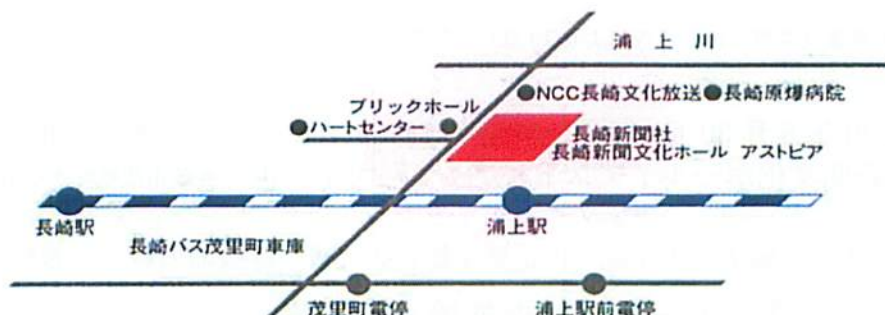 浦 上 川
●NCC長崎文化放送●長崎原爆病院
ブリックホール
●ハートセンター
長崎新聞社
長崎新聞文化ホール アストピア
長崎駅
浦上駅
長崎バス茂里町車庫
茂里町電停
浦上駅前電停